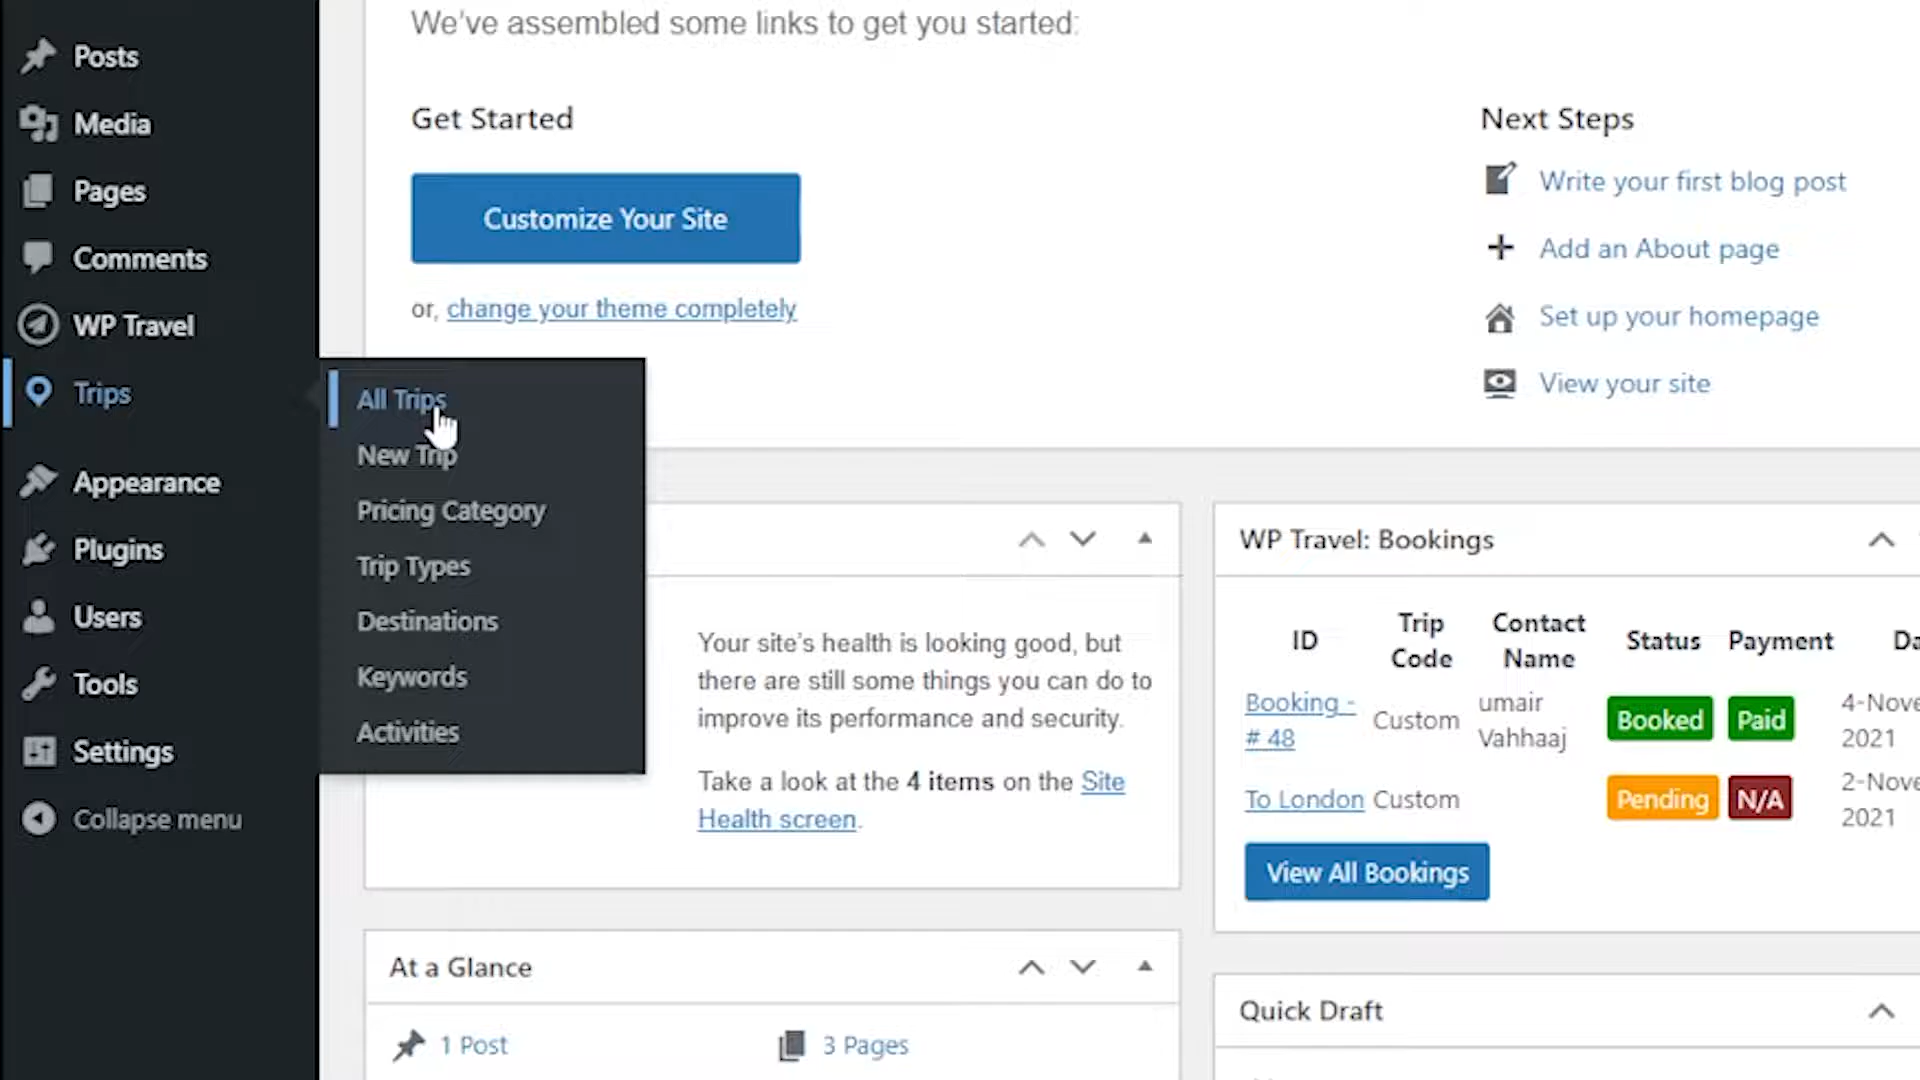 We've assembled some links to get you started:
Posts
Media
Pages
Comments
WP Travel
Trips
Appearance
Plugins
Users
Tools
Settings
Collapse menu
All Trips
New Trip
Pricing Category
Trip Types
Destinations
Keywords
Activities
Get Started
Customize Your Site
or, change your theme completely
Next Steps
Write your first blog post
Add an About page
Set up your homepage
View your site
Your site's health is looking good, but
there are still some things you can do to
improve its performance and security.
Take a look at the 4 items on the Site
Health screen.
At a Glance
1 Post
3 Pages
WP Travel: Bookings
ID
Trip
Code
Contact
Name
Status
Payment
Booking -
# 48
Custom
umair
Vahhaaj
Booked
Paid
2021
To London
Custom
Pending
N/A
2021
View All Bookings
Quick Draft